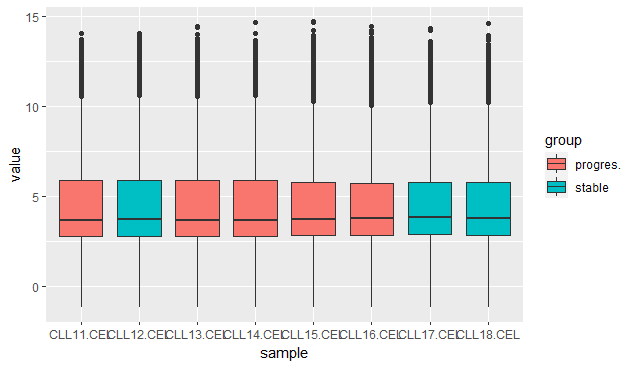 15
10
5
0
value
CLL11.CEL CLL12.CEL CLL13.CEL CLL14.CEL CLL15.CEL CLL16.CEL CLL17.CEL CLL18.CEL
sample
group
progres.
stable